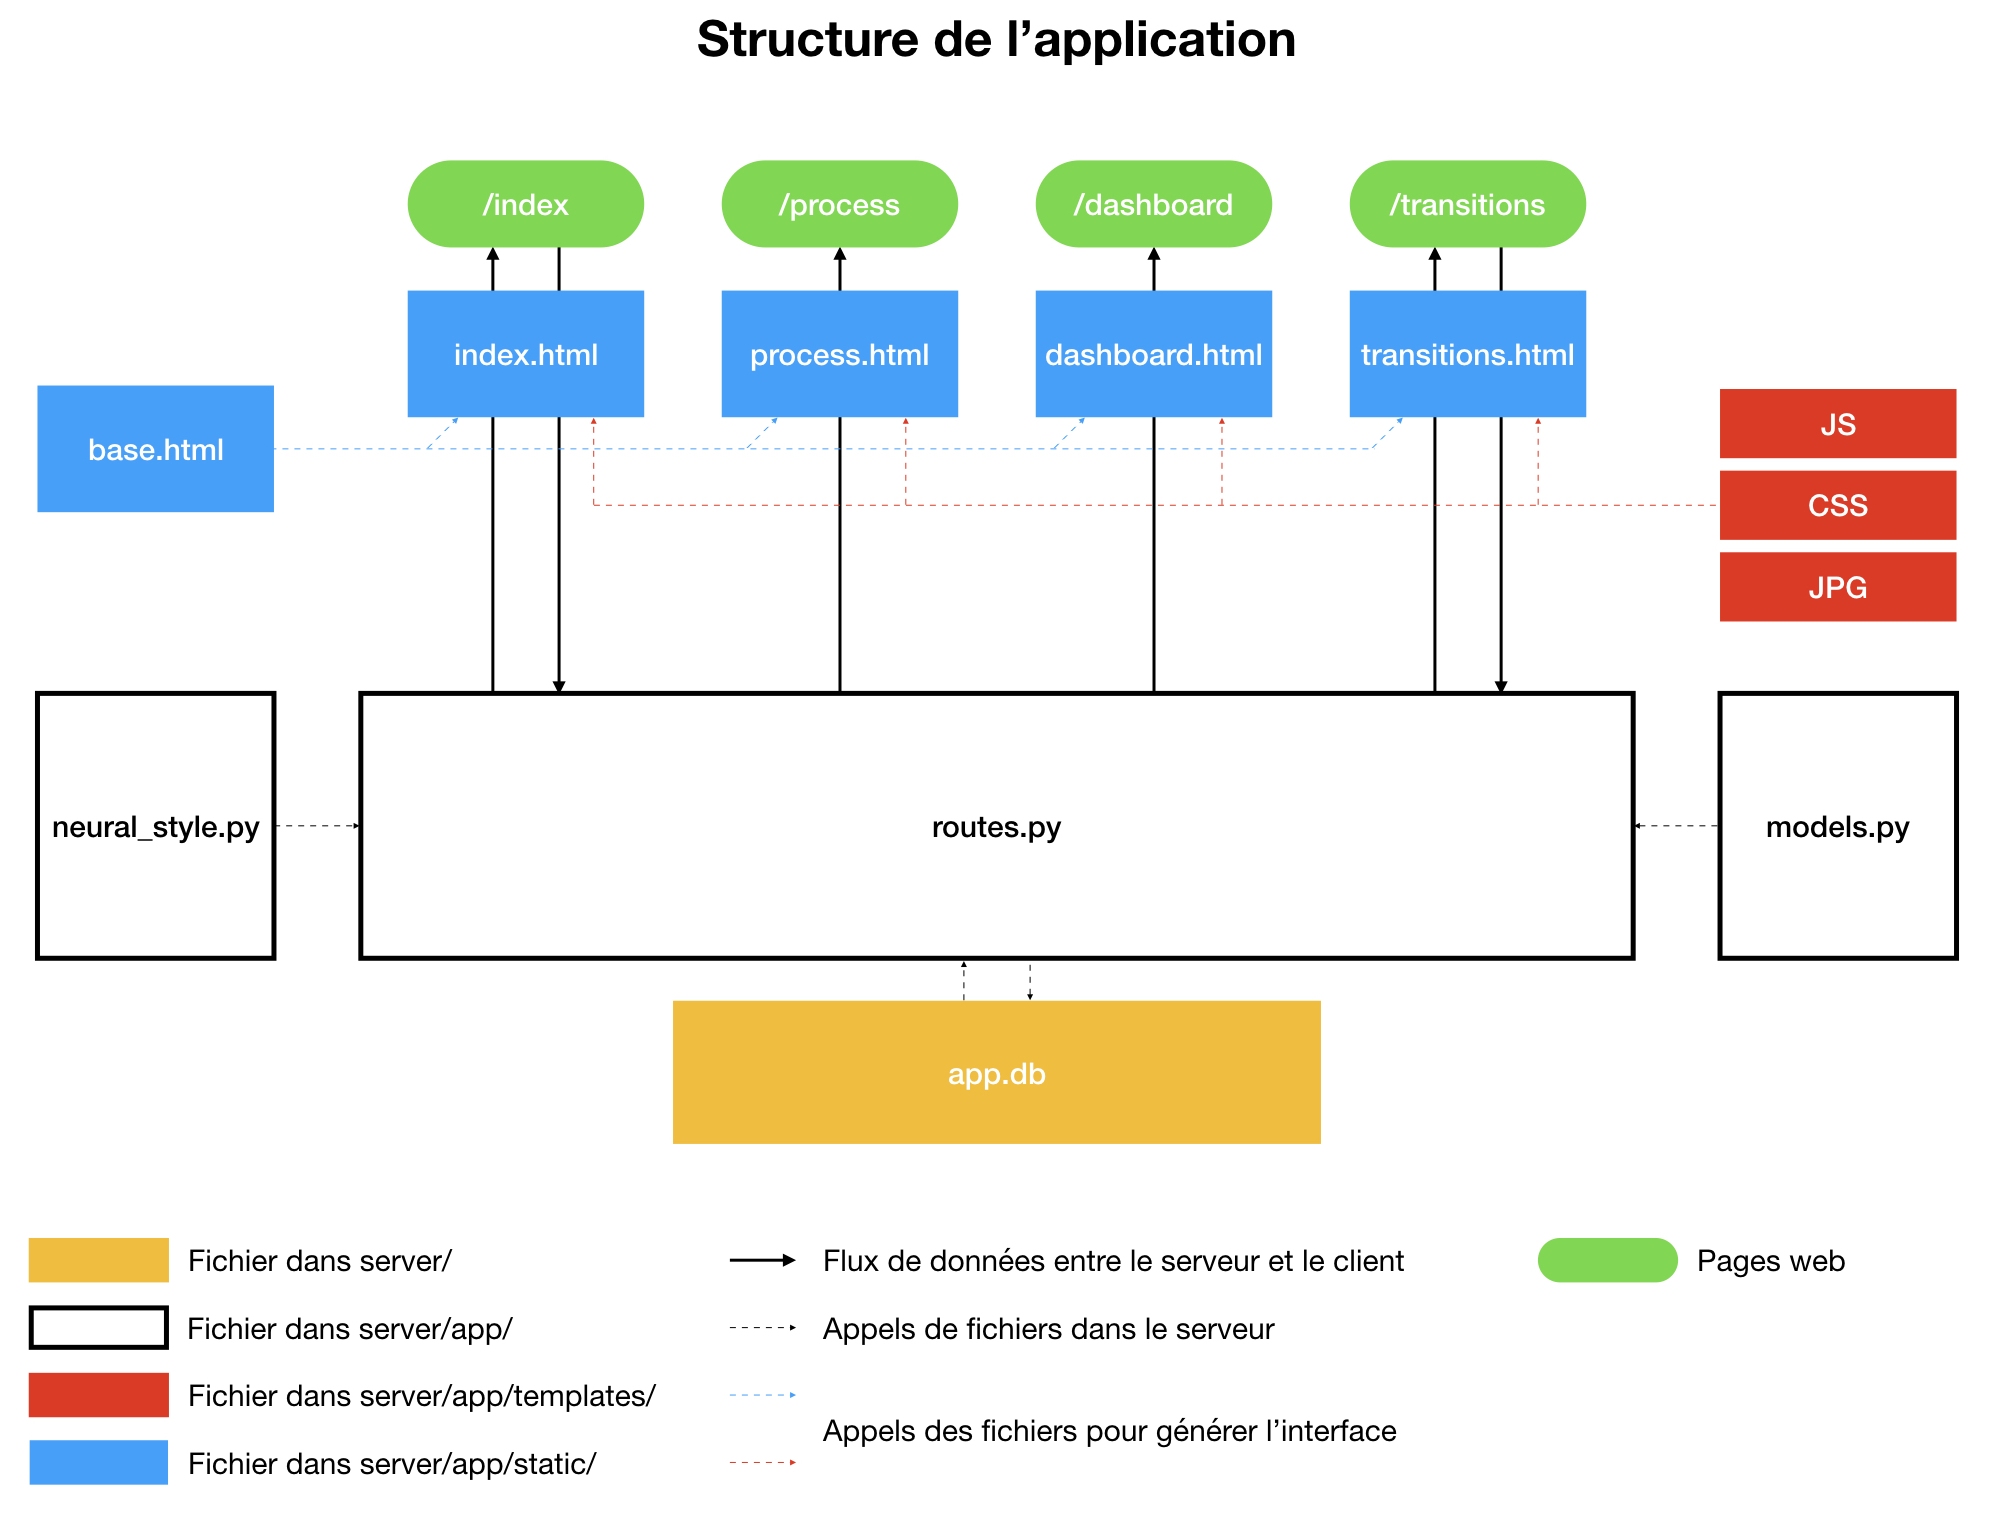 Structure de l’application
/index
/process
/dashboard
/transitions
index.html
process.html
dashboard.html
transitions.html
base.html
JS
CSS
JPG
neural_style.py
routes.py
models.py
app.db
Fichier dans server/
Flux de données entre le serveur et le client
Pages web
Fichier dans server/app/
Appels de fichiers dans le serveur
Fichier dans server/app/templates/
Appels des fichiers pour générer l’interface
Fichier dans server/app/static/